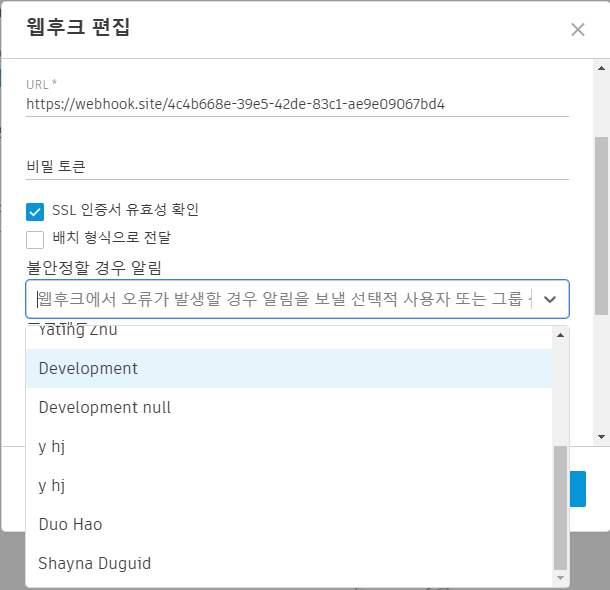 웹후크 편집
URL *
https://webhook.site/4c4b668e-39e5-42de-83c1-ae9e09067bd4
비밀 토큰
SSL 인증서 유효성 확인
배치 형식으로 전달
불안정할 경우 알림
웹후크에서 오류가 발생할 경우 알림을 보낼 선택적 사용자 또는 그룹
Yating Zhu
Development
Development null
y hj
y hj
Duo Hao
Shayna Duguid